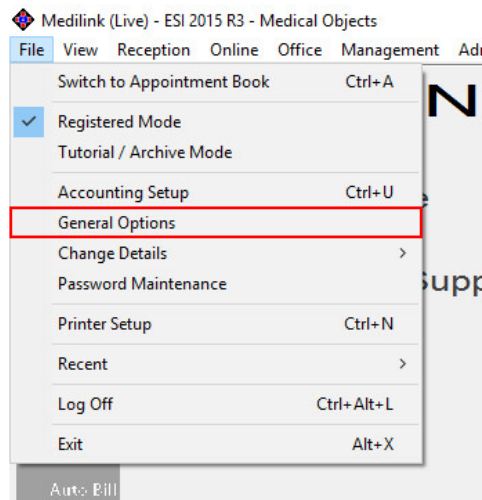 Medilink (Live) - ESI 2015 R3 - Medical Objects
File View Reception Online Office Management Ad
N
Switch to Appointment Book Ctrl+A
Registered Mode
Tutorial / Archive Mode
Accounting Setup Ctrl+U
e
General Options
Change Details
Supp
Password Maintenance
Printer Setup Ctrl+N
Recent
Log Off Ctrl+Alt+L
Exit Alt+X
Auto Bill